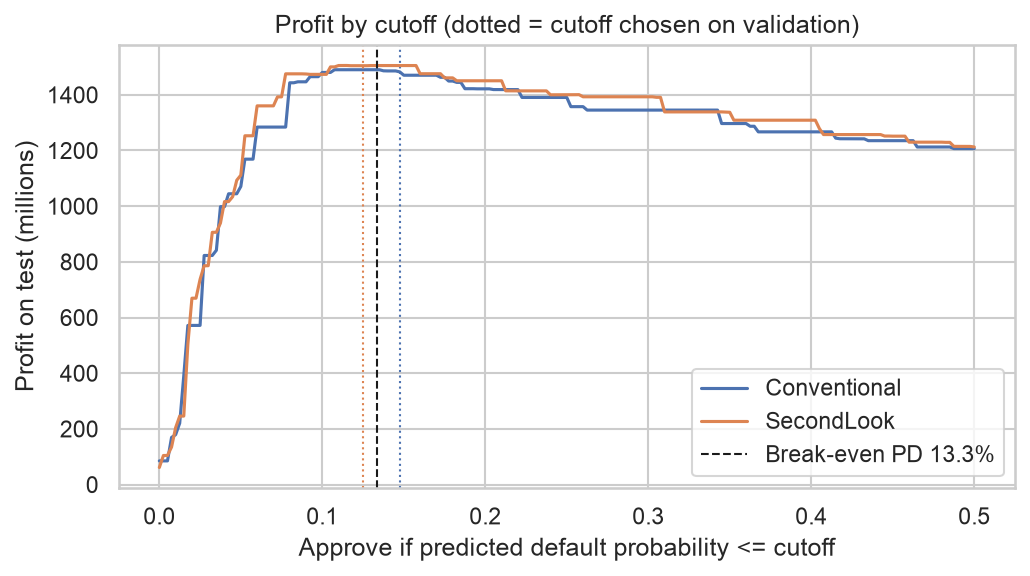 Profit by cutoff (dotted = cutoff chosen on validation)
Profit on test (millions)
1400
1200
1000
800
600
400
200
0
Conventional
SecondLook
Break-even PD 13.3%
0.0 0.1 0.2 0.3 0.4 0.5
Approve if predicted default probability <= cutoff